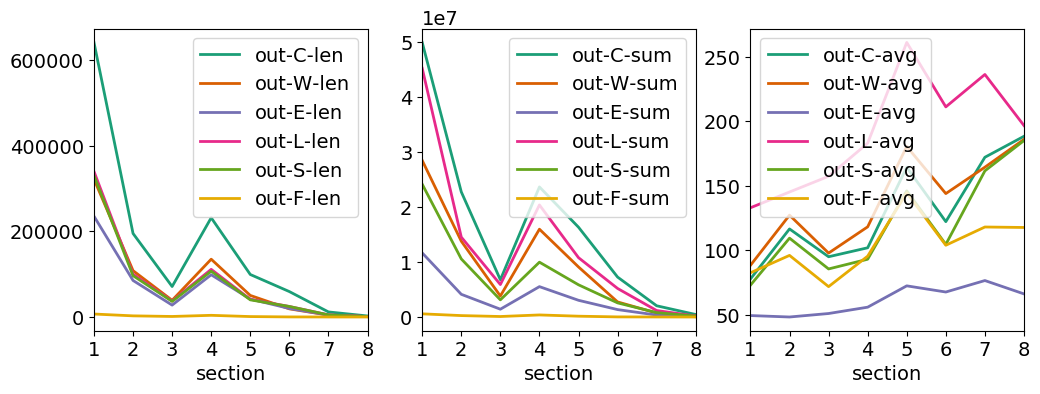 600000
400000
200000
0
1 2 3 4 5 6 7 8
section
out-C-len
out-W-len
out-E-len
out-L-len
out-S-len
out-F-len
1e7
5
4
3
2
1
0
1 2 3 4 5 6 7 8
section
out-C-sum
out-W-sum
out-E-sum
out-L-sum
out-S-sum
out-F-sum
250
200
150
100
50
1 2 3 4 5 6 7 8
section
out-C-avg
out-W-avg
out-E-avg
out-L-avg
out-S-avg
out-F-avg